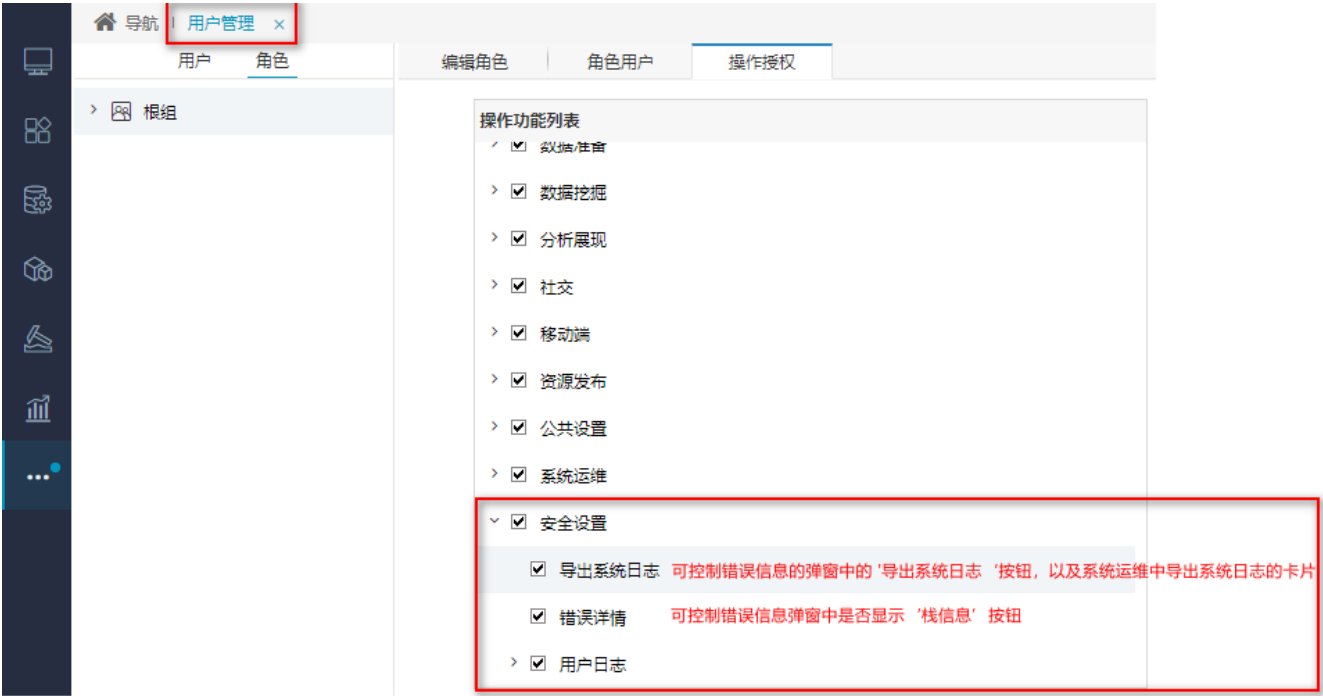 导航 用户管理 ×
用户 角色 编辑角色 角色用户 操作授权
根组
操作功能列表
数据准备
数据挖掘
分析展现
社交
移动端
资源发布
公共设置
系统运维
安全设置
导出系统日志 可控制错误信息的弹窗中的 '导出系统日志 '按钮，以及系统运维中导出系统日志的卡片
错误详情 可控制错误信息弹窗中是否显示 '栈信息' 按钮
用户日志